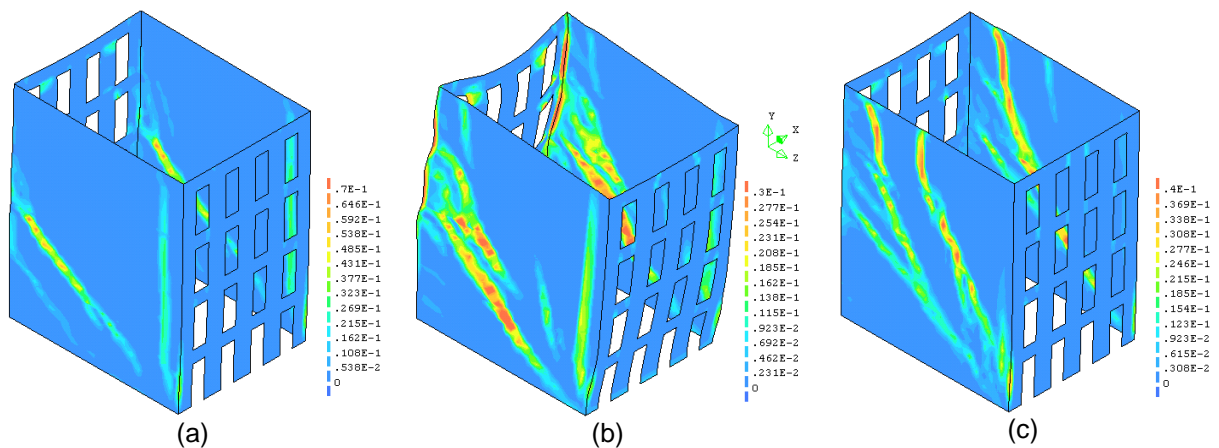 .7E-1
.646E-1
.592E-1
.538E-1
.485E-1
.431E-1
.377E-1
.323E-1
.269E-1
.215E-1
.162E-1
.108E-1
.538E-2
0
(a)
Y
X
Z
.3E-1
.277E-1
.254E-1
.231E-1
.208E-1
.185E-1
.162E-1
.138E-1
.115E-1
.923E-2
.692E-2
.462E-2
.231E-2
0
(b)
.4E-1
.369E-1
.338E-1
.308E-1
.277E-1
.246E-1
.215E-1
.185E-1
.154E-1
.123E-1
.923E-2
.615E-2
.308E-2
0
(c)